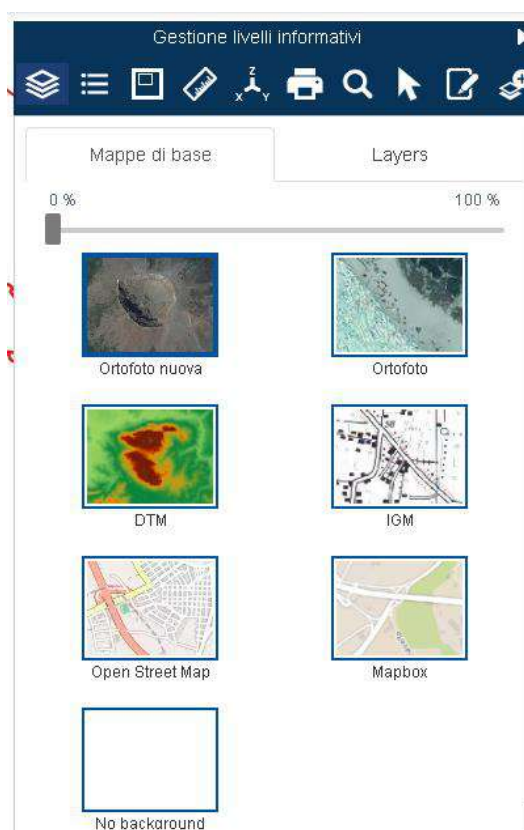 Gestione livelli informativi
Z
X Y
Mappe di base Layers
0 % 100 %
Ortofoto nuova Ortofoto
DTM IGM
Open Street Map Mapbox
No background